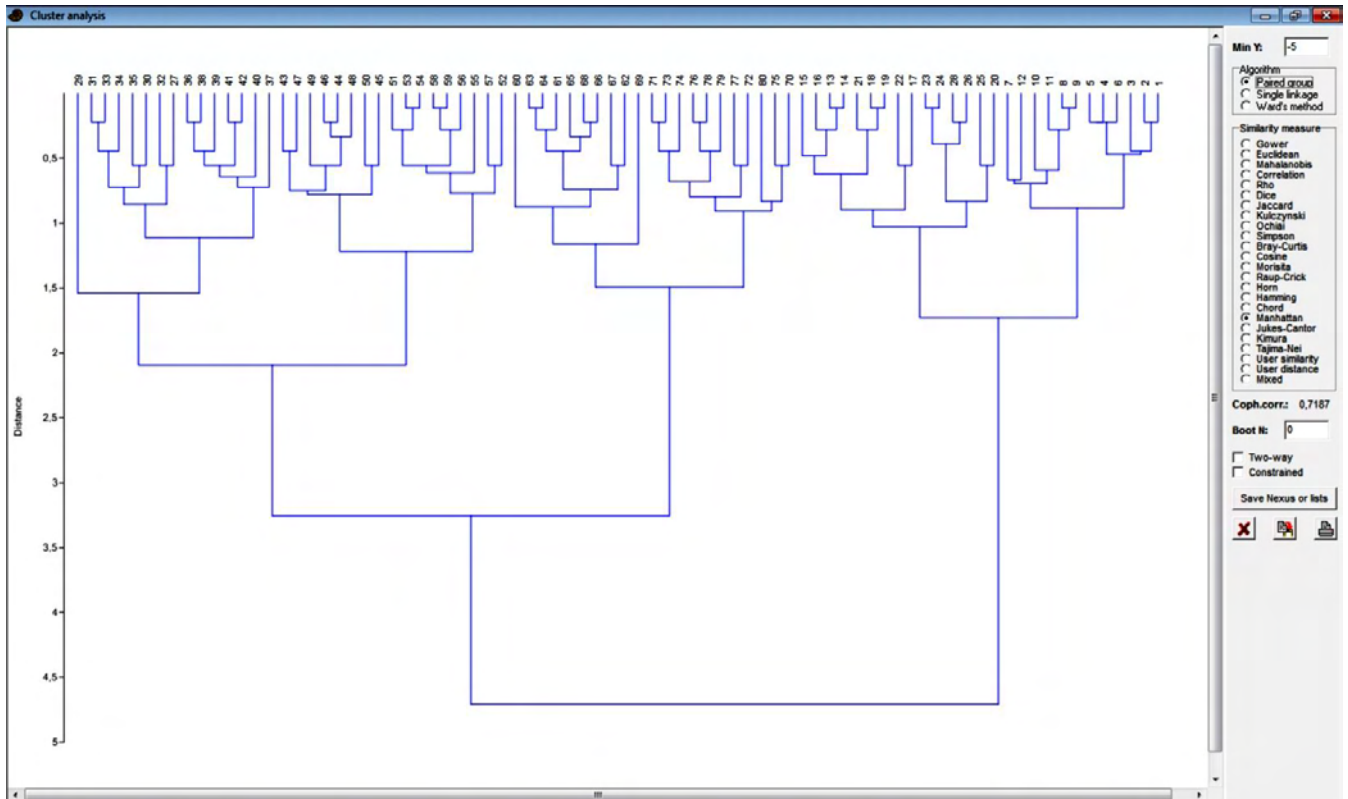 Cluster analysis
29 31 33 34 35 30 32 27 36 38 39 41 42 40 37 43 47 49 46 44 48 50 45 51 53 54 58 59 56 55 57 52 60 63 64 61 65 68 66 67 62 69 71 73 74 76 78 79 77 72 80 75 70 15 16 13 14 21 18 19 22 17 23 24 28 26 25 20 7 12 10 11 8 9 5 4 6 3 2 1
0,5
1
1,5
2
2,5
3
3,5
4
4,5
5
Distance
Min Y: -5
Algorithm
Paired group
Single linkage
Ward's method
Similarity measure
Gower
Euclidean
Mahalanobis
Correlation
Rho
Dice
Jaccard
Kulczynski
Ochiai
Simpson
Bray-Curtis
Cosine
Morisita
Raup-Crick
Horn
Hamming
Chord
Manhattan
Jukes-Cantor
Kimura
Tajima-Nei
User similarity
User distance
Mixed
Coph.corr.: 0,7187
Boot N: 0
Two-way
Constrained
Save Nexus or lists